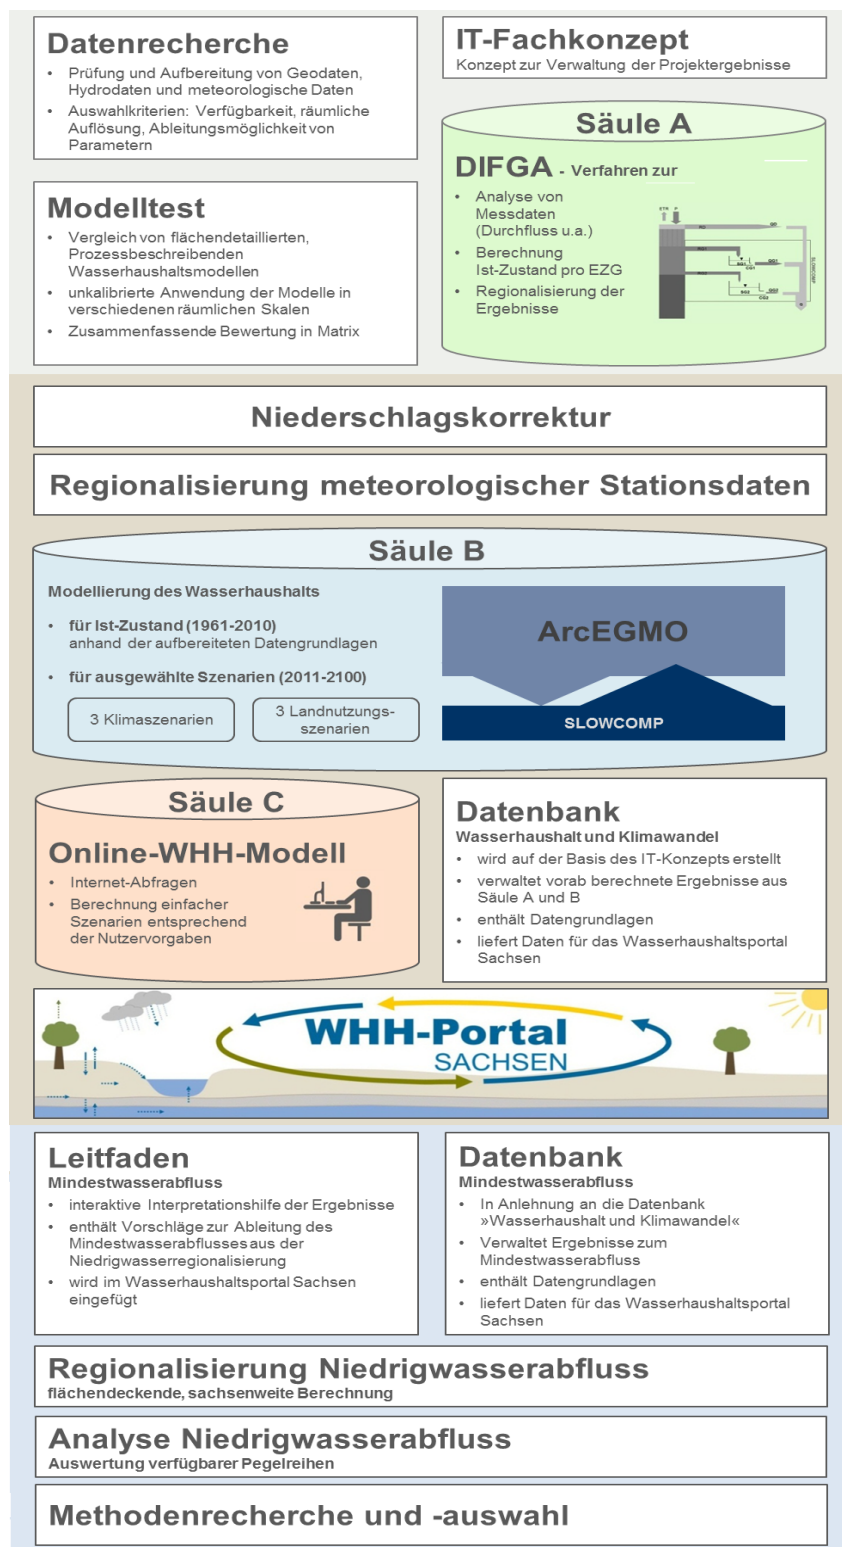 Datenrecherche
• Prüfung und Aufbereitung von Geodaten,
Hydrodaten und meteorologische Daten
• Auswahlkriterien: Verfügbarkeit, räumliche
Auflösung, Ableitungsmöglichkeit von
Parametern
IT-Fachkonzept
Konzept zur Verwaltung der Projektergebnisse
Modelltest
• Vergleich von flächendetaillierten,
Prozessbeschreibenden
Wasserhaushaltsmodellen
• unkalibrierte Anwendung der Modelle in
verschiedenen räumlichen Skalen
• Zusammenfassende Bewertung in Matrix
Säule A
DIFGA - Verfahren zur
• Analyse von
Messdaten
(Durchfluss u.a.)
• Berechnung
Ist-Zustand pro EZG
• Regionalisierung der
Ergebnisse
SLOWCOMP
Niederschlagskorrektur
Regionalisierung meteorologischer Stationsdaten
Säule B
Modellierung des Wasserhaushalts
• für Ist-Zustand (1961-2010)
anhand der aufbereiteten Datengrundlagen
• für ausgewählte Szenarien (2011-2100)
3 Klimaszenarien
3 Landnutzungs-
szenarien
ArcEGMO
SLOWCOMP
Säule C
Online-WHH-Modell
• Internet-Abfragen
• Berechnung einfacher
Szenarien entsprechend
der Nutzervorgaben
Datenbank
Wasserhaushalt und Klimawandel
• wird auf der Basis des IT-Konzepts erstellt
• verwaltet vorab berechnete Ergebnisse aus
Säule A und B
• enthält Datengrundlagen
• liefert Daten für das Wasserhaushaltsportal
Sachsen
WHH-Portal
SACHSEN
Leitfaden
Mindestwasserabfluss
• interaktive Interpretationshilfe der Ergebnisse
• enthält Vorschläge zur Ableitung des
Mindestwasserabflusses aus der
Niedrigwasserregionalisierung
• wird im Wasserhaushaltsportal Sachsen
eingefügt
Datenbank
Mindestwasserabfluss
• In Anlehnung an die Datenbank
»Wasserhaushalt und Klimawandel«
• Verwaltet Ergebnisse zum
Mindestwasserabfluss
• enthält Datengrundlagen
• liefert Daten für das Wasserhaushaltsportal
Sachsen
Regionalisierung Niedrigwasserabfluss
flächendeckende, sachsenweite Berechnung
Analyse Niedrigwasserabfluss
Auswertung verfügbarer Pegelreihen
Methodenrecherche und -auswahl